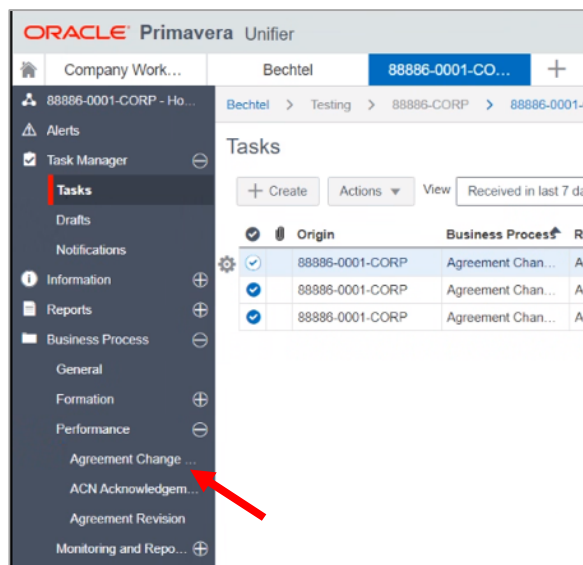 ORACLE Primavera Unifier
Company Work...
Bechtel
88886-0001-CO...
88886-0001-CORP - Ho...
Alerts
Task Manager
Tasks
Drafts
Notifications
Information
Reports
Business Process
General
Formation
Performance
Agreement Change ...
ACN Acknowledgem...
Agreement Revision
Monitoring and Repo...
Bechtel > Testing > 88886-CORP > 88886-0001-
Tasks
+ Create Actions View Received in last 7 da
Origin Business Process R
88886-0001-CORP Agreement Chan... A
88886-0001-CORP Agreement Chan... A
88886-0001-CORP Agreement Chan... A